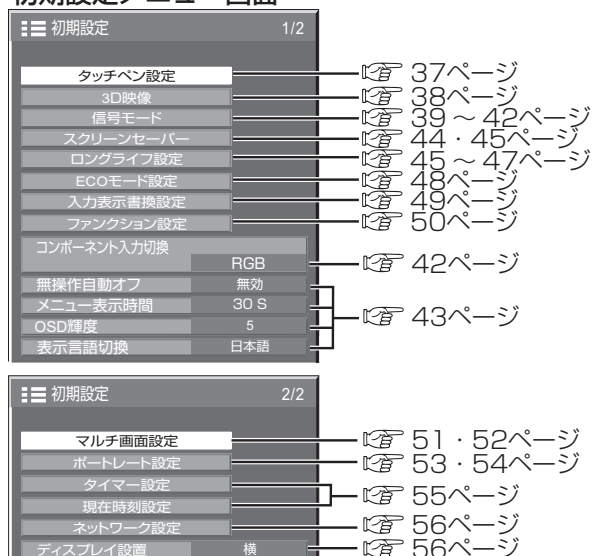 初期設定メニュー画面
初期設定 1/2
タッチペン設定 37ページ
3D映像 38ページ
信号モード 39～42ページ
スクリーンセーバー 44・45ページ
ロングライフ設定 45～47ページ
ECOモード設定 48ページ
入力表示書換設定 49ページ
ファンクション設定 50ページ
コンポーネント入力切換
RGB 42ページ
無操作自動オフ 無効
メニュー表示時間 30 S
43ページ
OSD輝度 5
表示言語切換 日本語
初期設定 2/2
マルチ画面設定 51・52ページ
ポートレート設定 53・54ページ
タイマー設定
55ページ
現在時刻設定
ネットワーク設定 56ページ
ディスプレイ設置 横 56ページ